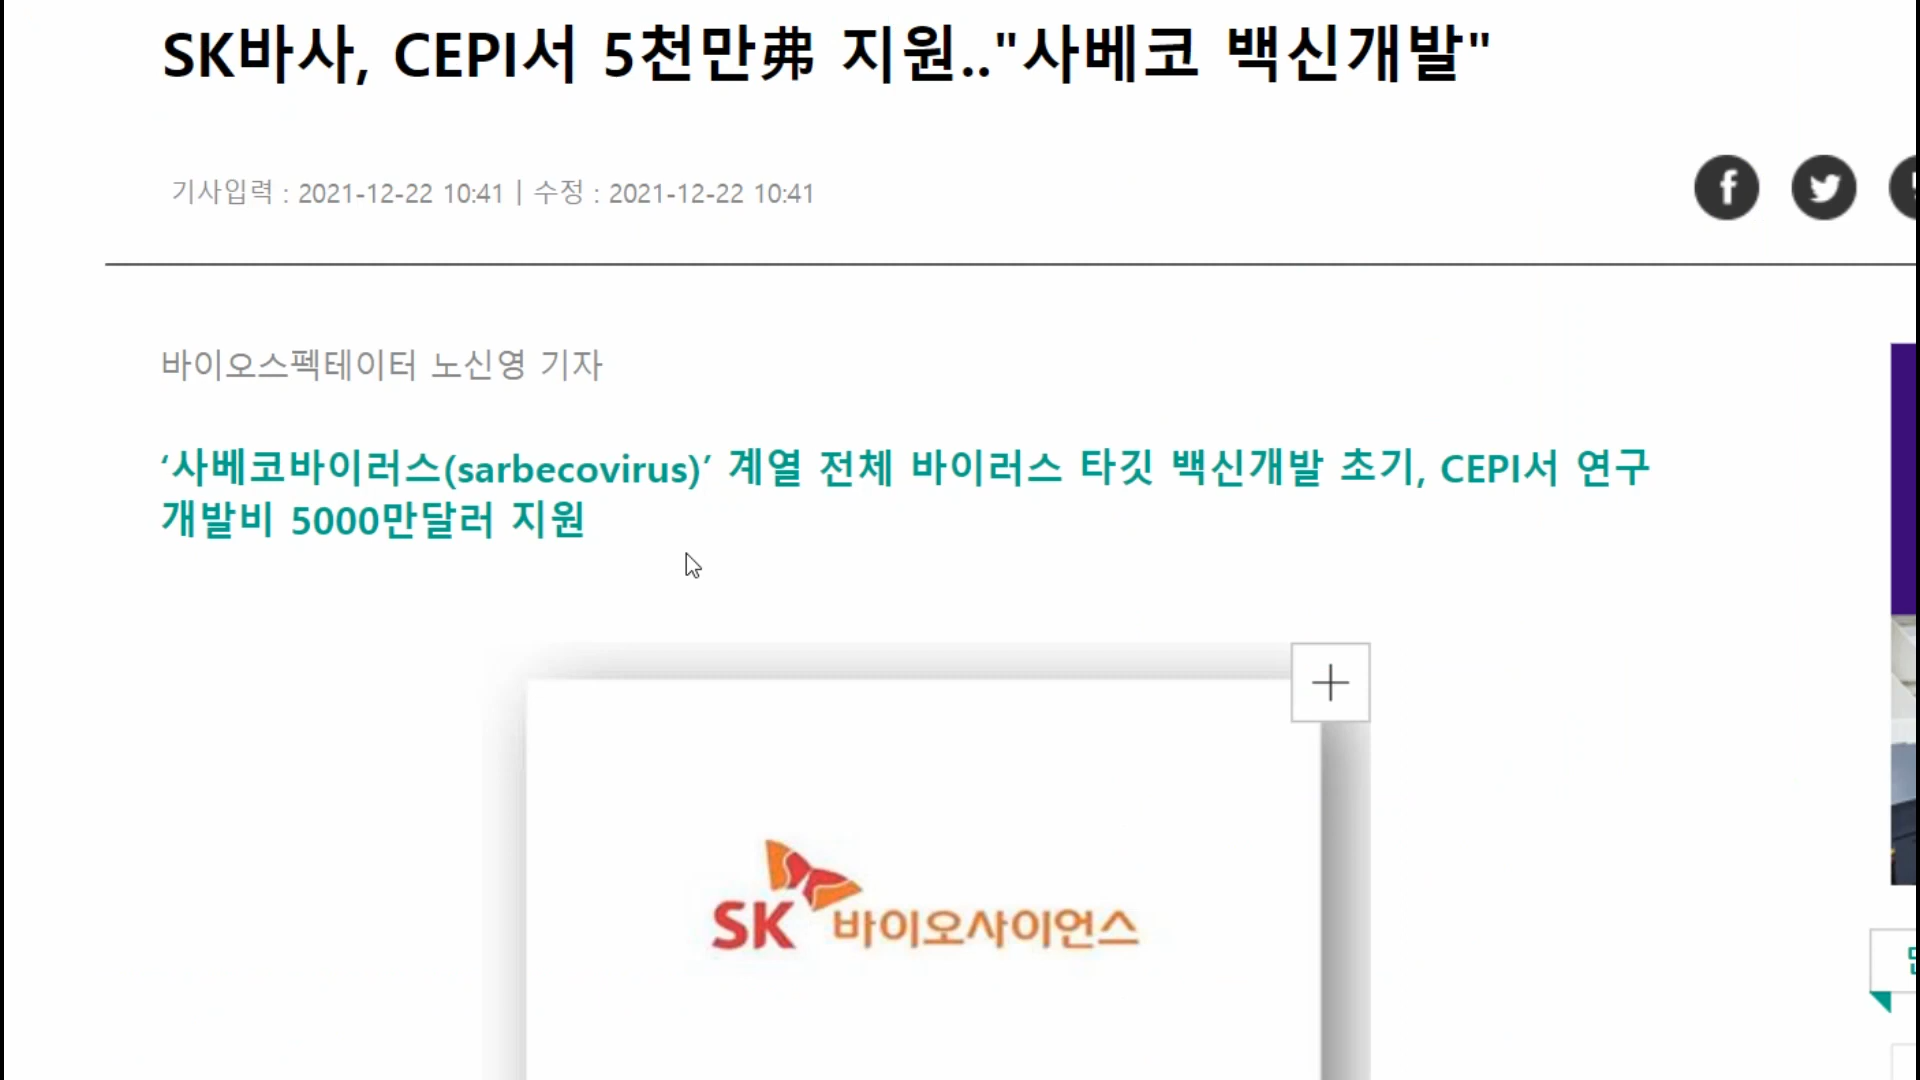 SK바사, CEPI서 5천만弗 지원.."사베코 백신개발"
기사입력 : 2021-12-22 10:41 | 수정 : 2021-12-22 10:41
바이오스펙테이터 노신영 기자
‘사베코바이러스(sarbecovirus)’ 계열 전체 바이러스 타깃 백신개발 초기, CEPI서 연구
개발비 5000만달러 지원
SK 바이오사이언스